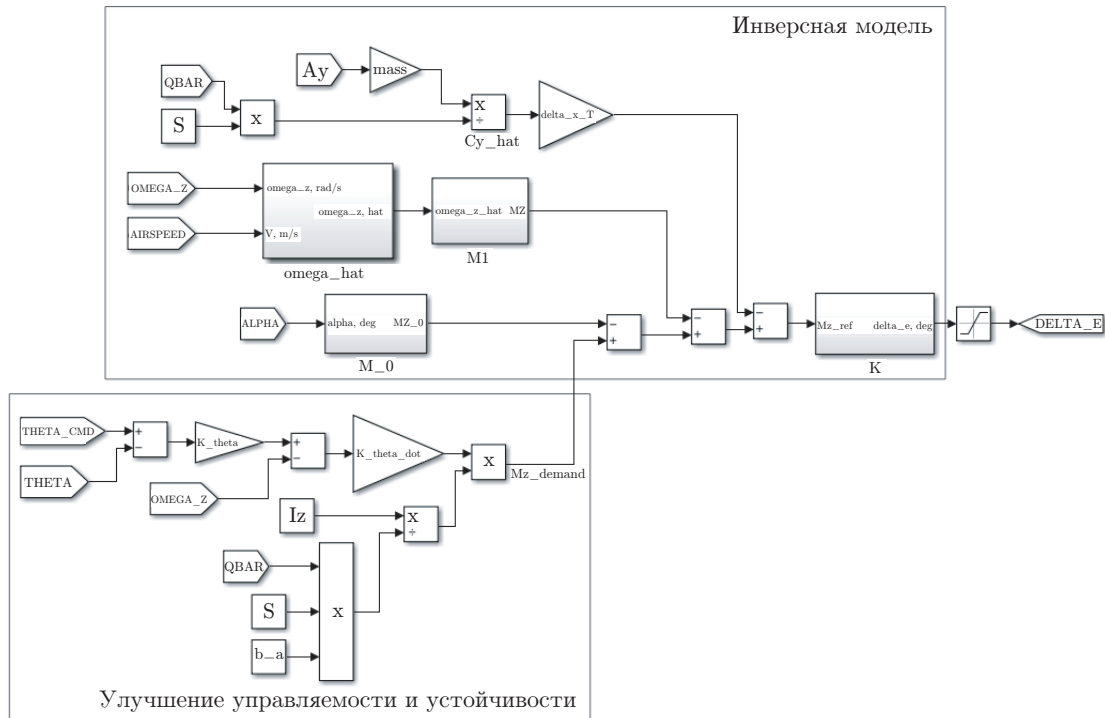 Инверсная модель
Ay
mass
QBAR
S
x
x
÷
Cy_hat
delta_x_T
OMEGA_Z
AIRSPEED
omega_z, rad/s
omega_z, hat
V, m/s
omega_hat
omega_z_hat MZ
M1
ALPHA
alpha, deg MZ_0
M_0
−
+
−
+
−
+
Mz_ref delta_e, deg
K
DELTA_E
THETA_CMD
THETA
+
−
K_theta
OMEGA_Z
+
−
K_theta_dot
x
Mz_demand
Iz
x
÷
QBAR
S
b_a
x
Улучшение управляемости и устойчивости